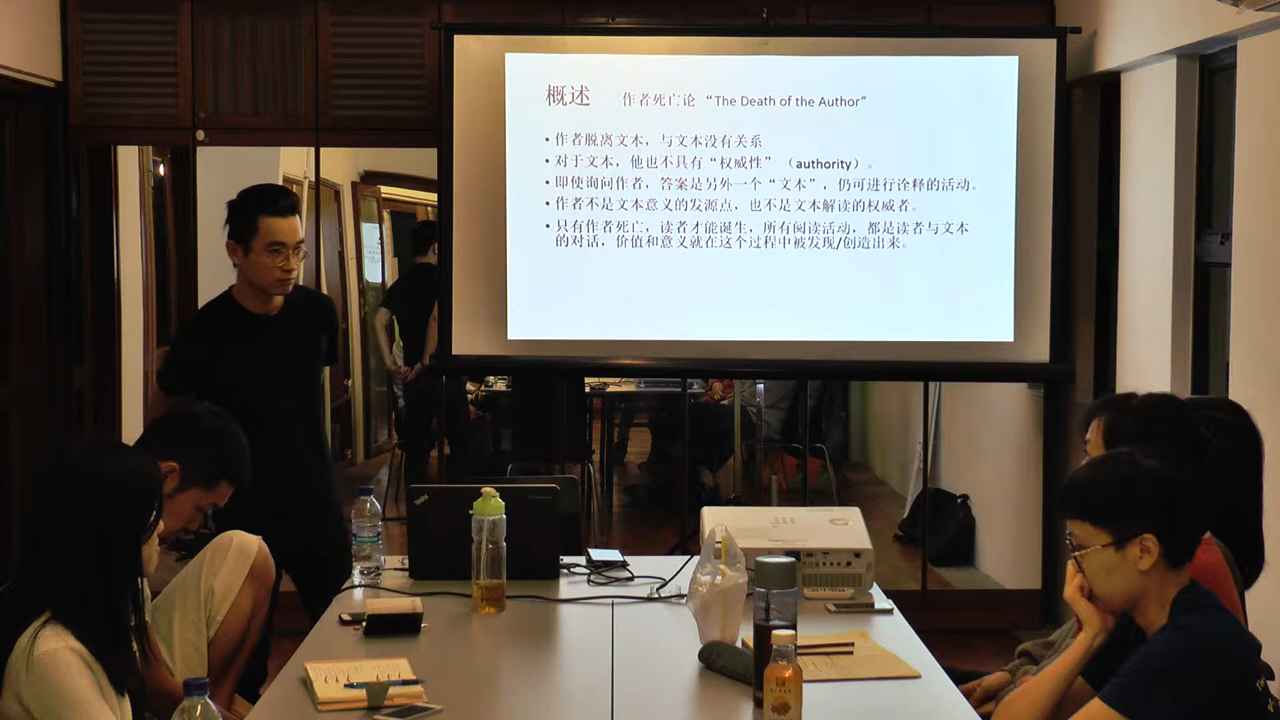 概述 作者死亡论 “The Death of the Author”
• 作者脱离文本，与文本没有关系
• 对于文本，他也不具有“权威性”（authority）。
• 即使询问作者，答案是另外一个“文本”，仍可进行诠释的活动。
• 作者不是文本意义的发源点，也不是文本解读的权威者。
• 只有作者死亡，读者才能诞生，所有阅读活动，都是读者与文本
的对话，价值和意义就在这个过程中被发现/创造出来。
ThinkPad